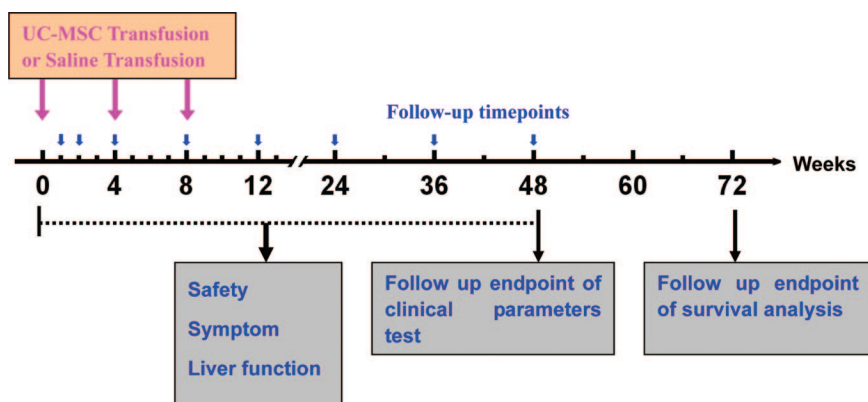 UC-MSC Transfusion
or Saline Transfusion
Follow-up timepoints
Weeks
0 4 8 12 24 36 48 60 72
Safety
Symptom
Liver function
Follow up endpoint of
clinical parameters
test
Follow up endpoint
of survival analysis